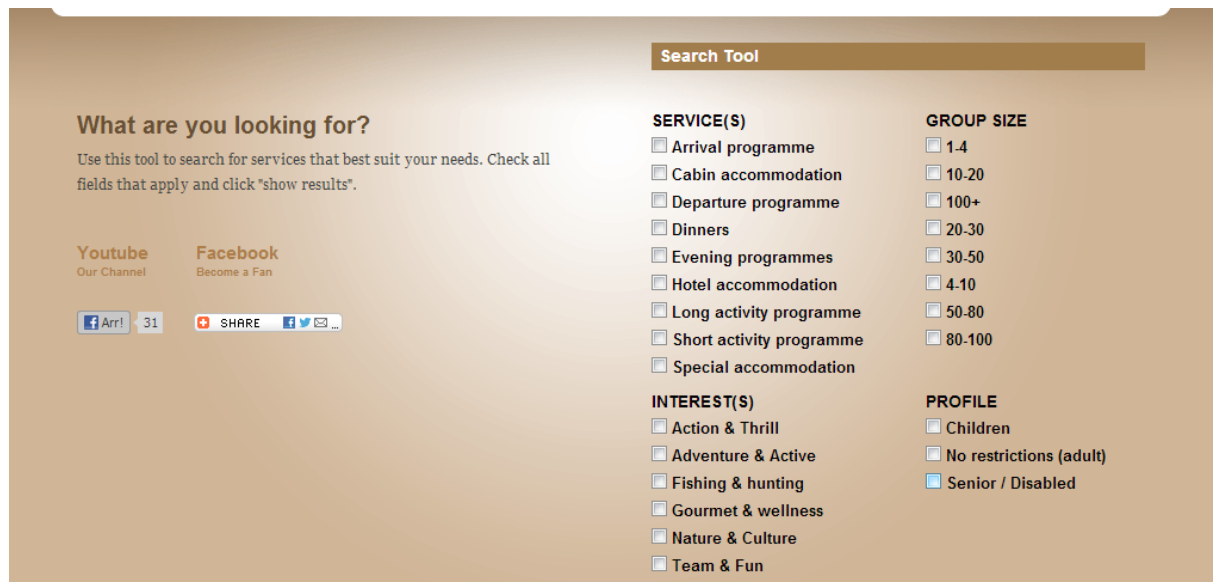 Search Tool
What are you looking for?
Use this tool to search for services that best suit your needs. Check all
fields that apply and click "show results".
Youtube
Our Channel
Facebook
Become a Fan
Arr!
31
SHARE
...
SERVICE(S)
Arrival programme
Cabin accommodation
Departure programme
Dinners
Evening programmes
Hotel accommodation
Long activity programme
Short activity programme
Special accommodation
GROUP SIZE
1-4
10-20
100+
20-30
30-50
4-10
50-80
80-100
INTEREST(S)
Action & Thrill
Adventure & Active
Fishing & hunting
Gourmet & wellness
Nature & Culture
Team & Fun
PROFILE
Children
No restrictions (adult)
Senior / Disabled